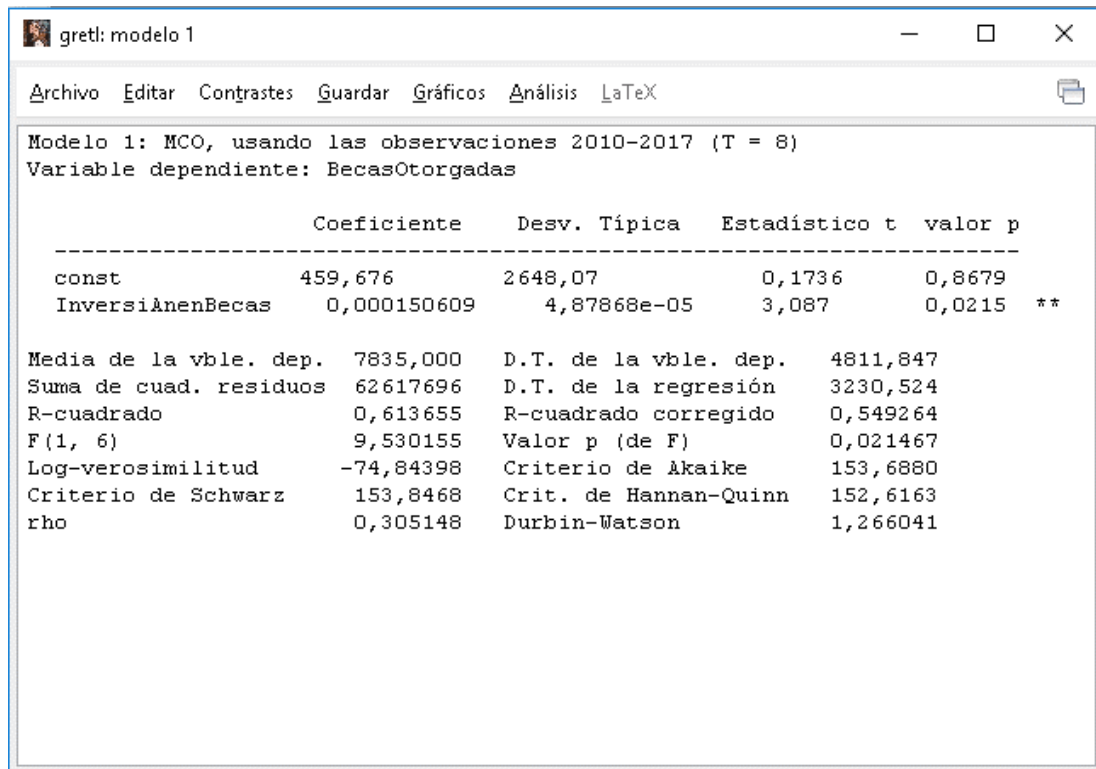 gretl: modelo 1
Archivo Editar Contrastes Guardar Gráficos Análisis LaTeX
Modelo 1: MCO, usando las observaciones 2010-2017 (T = 8)
Variable dependiente: BecasOtorgadas
Coeficiente Desv. Típica Estadístico t valor p
const 459,676 2648,07 0,1736 0,8679
InversiAnenBecas 0,000150609 4,87868e-05 3,087 0,0215 **
Media de la vble. dep. 7835,000 D.T. de la vble. dep. 4811,847
Suma de cuad. residuos 62617696 D.T. de la regresión 3230,524
R-cuadrado 0,613655 R-cuadrado corregido 0,549264
F(1, 6) 9,530155 Valor p (de F) 0,021467
Log-verosimilitud -74,84398 Criterio de Akaike 153,6880
Criterio de Schwarz 153,8468 Crit. de Hannan-Quinn 152,6163
rho 0,305148 Durbin-Watson 1,266041